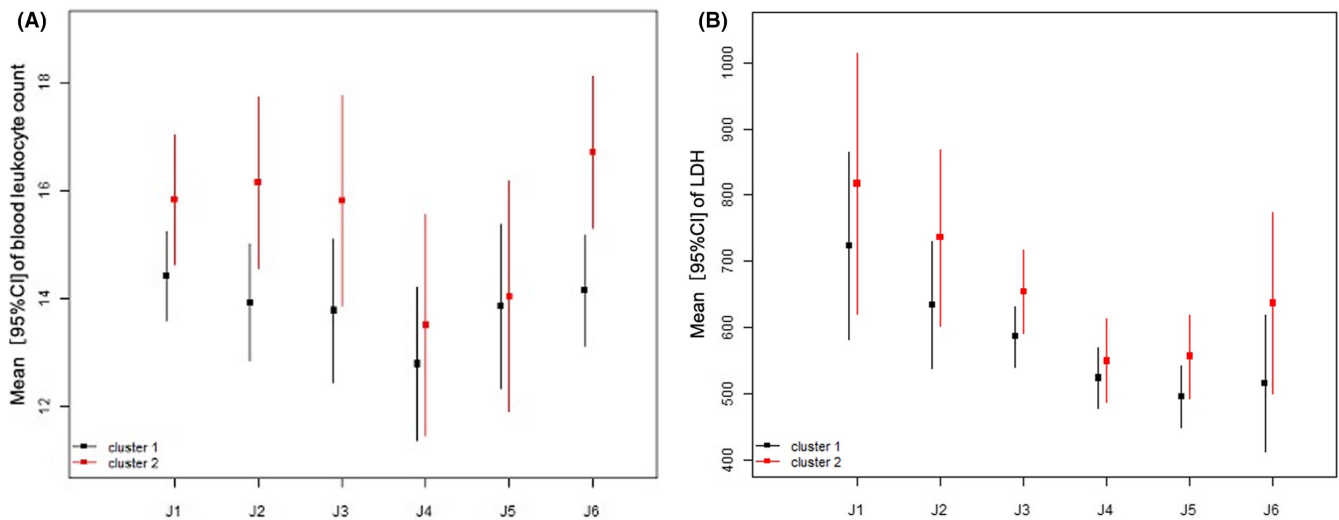 (A)
Mean [95%CI] of blood leukocyte count
18
16
14
12
cluster 1
cluster 2
J1 J2 J3 J4 J5 J6
(B)
Mean [95%CI] of LDH
1000
900
800
700
600
500
400
cluster 1
cluster 2
J1 J2 J3 J4 J5 J6